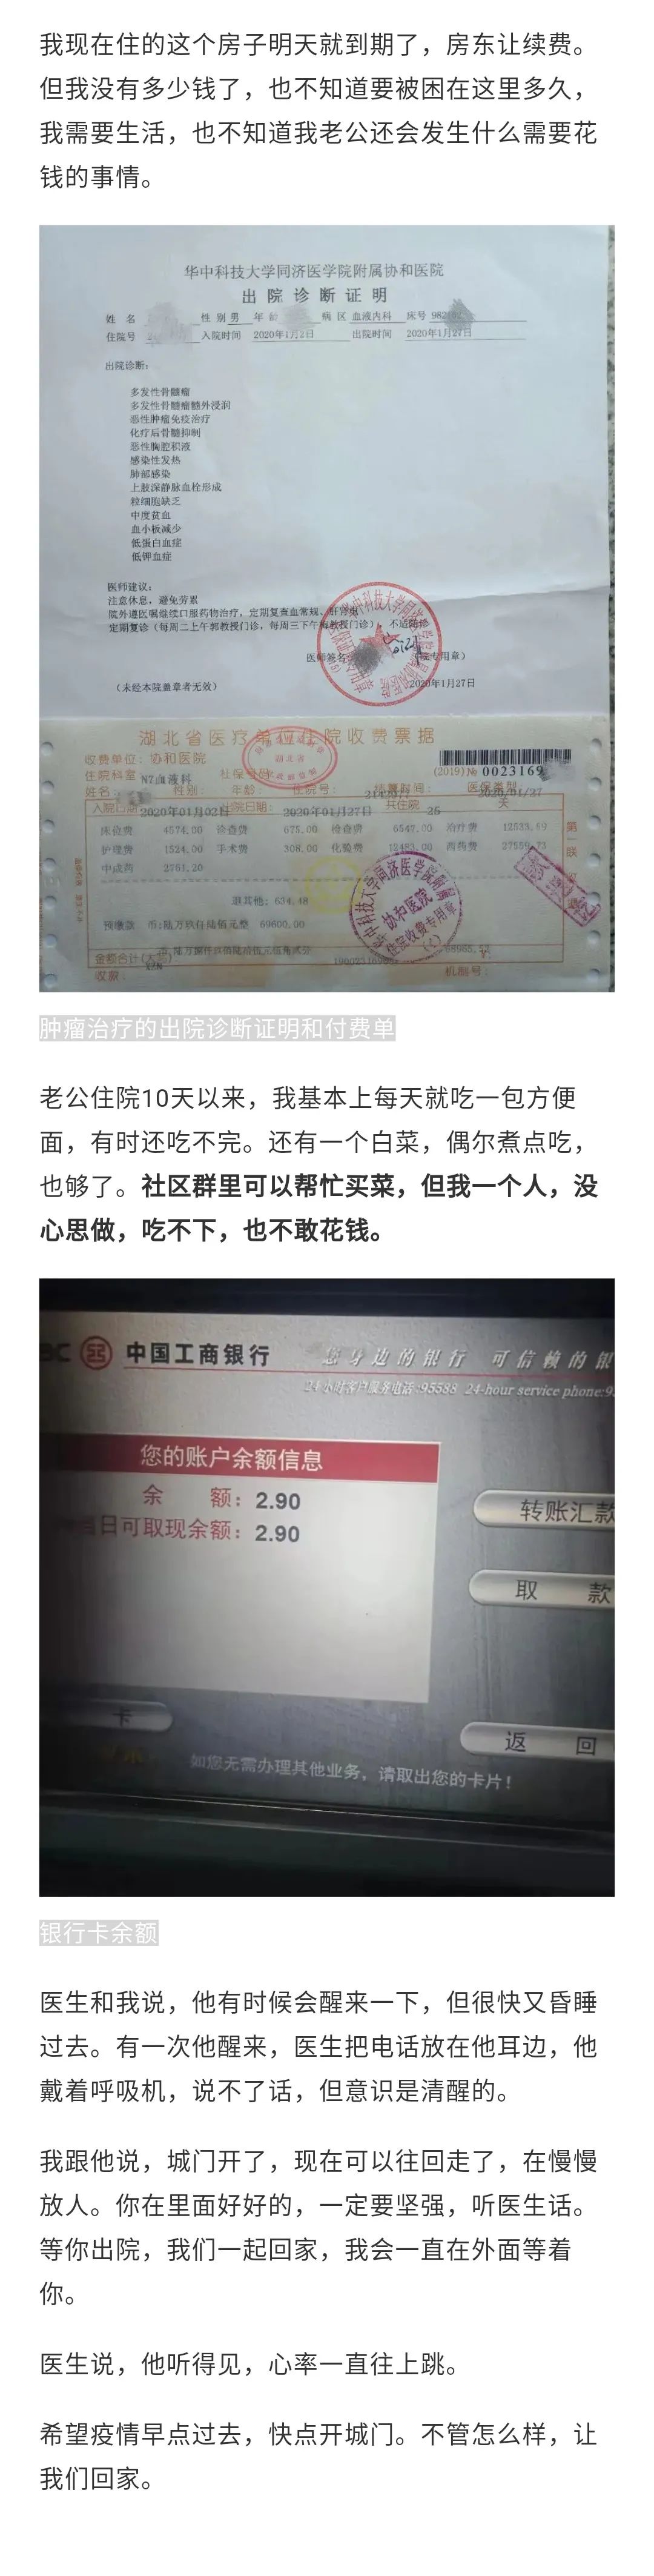 我现在住的这个房子明天就到期了，房东让续费。
但我没有多少钱了，也不知道要被困在这里多久，
我需要生活，也不知道我老公还会发生什么需要花
钱的事情。
华中科技大学同济医学院附属协和医院
出院诊断证明
姓名 性别 男 年龄 病区 血液内科 床号
住院号 入院时间 2020年1月2日 出院时间 2020年1月27日
出院诊断：
多发性骨髓瘤
多发性骨髓瘤髓外浸润
恶性肿瘤免疫治疗
化疗后骨髓抑制
恶性胸腔积液
感染性发热
肺部感染
上肢深静脉血栓形成
粒细胞缺乏
中度贫血
血小板减少
低蛋白血症
低钾血症
医师建议：
注意休息，避免劳累
院外遵医嘱继续口服药物治疗，定期复查血常规、肝肾功
定期复诊（每周二上午郭教授门诊，每周三下午梅教授门诊），不适随诊
医师签名 专用章）
（未经本院盖章者无效） 2020年1月27日
湖北省医疗单位住院收费票据
收费单位：协和医院
住院科室 N7血液科 社保号码 (2019)№ 0023169
姓名： 性别： 年龄： 住院号： 结算时间： 医保类型
入院日期 2020年01月02日 出院日期： 2020年01月27日 共住院 25 天
床位费 4574.00 诊查费 675.00 检查费 6547.00 治疗费 12533.69
护理费 1524.00 手术费 308.00 化验费 12483.00 西药费 27559.73
中成药 2761.20
退其他: 634.48
预缴款 币:陆万玖仟陆佰元整 69600.00
金额合计(大写) 68965.52
收款 机制号：
第一联
协和医院
住院收费专用章
肿瘤治疗的出院诊断证明和付费单
老公住院10天以来，我基本上每天就吃一包方便
面，有时还吃不完。还有一个白菜，偶尔煮点吃，
也够了。社区群里可以帮忙买菜，但我一个人，没
心思做，吃不下，也不敢花钱。
BC 中国工商银行 您身边的银行 可信赖的银
24小时客户服务电话:95588 24-hour service phone:9
您的账户余额信息
余 额：2.90
当日可取现余额：2.90
转账汇款
取 款
卡
返 回
如您无需办理其他业务，请取出您的卡片！
银行卡余额
医生和我说，他有时候会醒来一下，但很快又昏睡
过去。有一次他醒来，医生把电话放在他耳边，他
戴着呼吸机，说不了话，但意识是清醒的。
我跟他说，城门开了，现在可以往回走了，在慢慢
放人。你在里面好好的，一定要坚强，听医生话。
等你出院，我们一起回家，我会一直在外面等着
你。
医生说，他听得见，心率一直往上跳。
希望疫情早点过去，快点开城门。不管怎么样，让
我们回家。